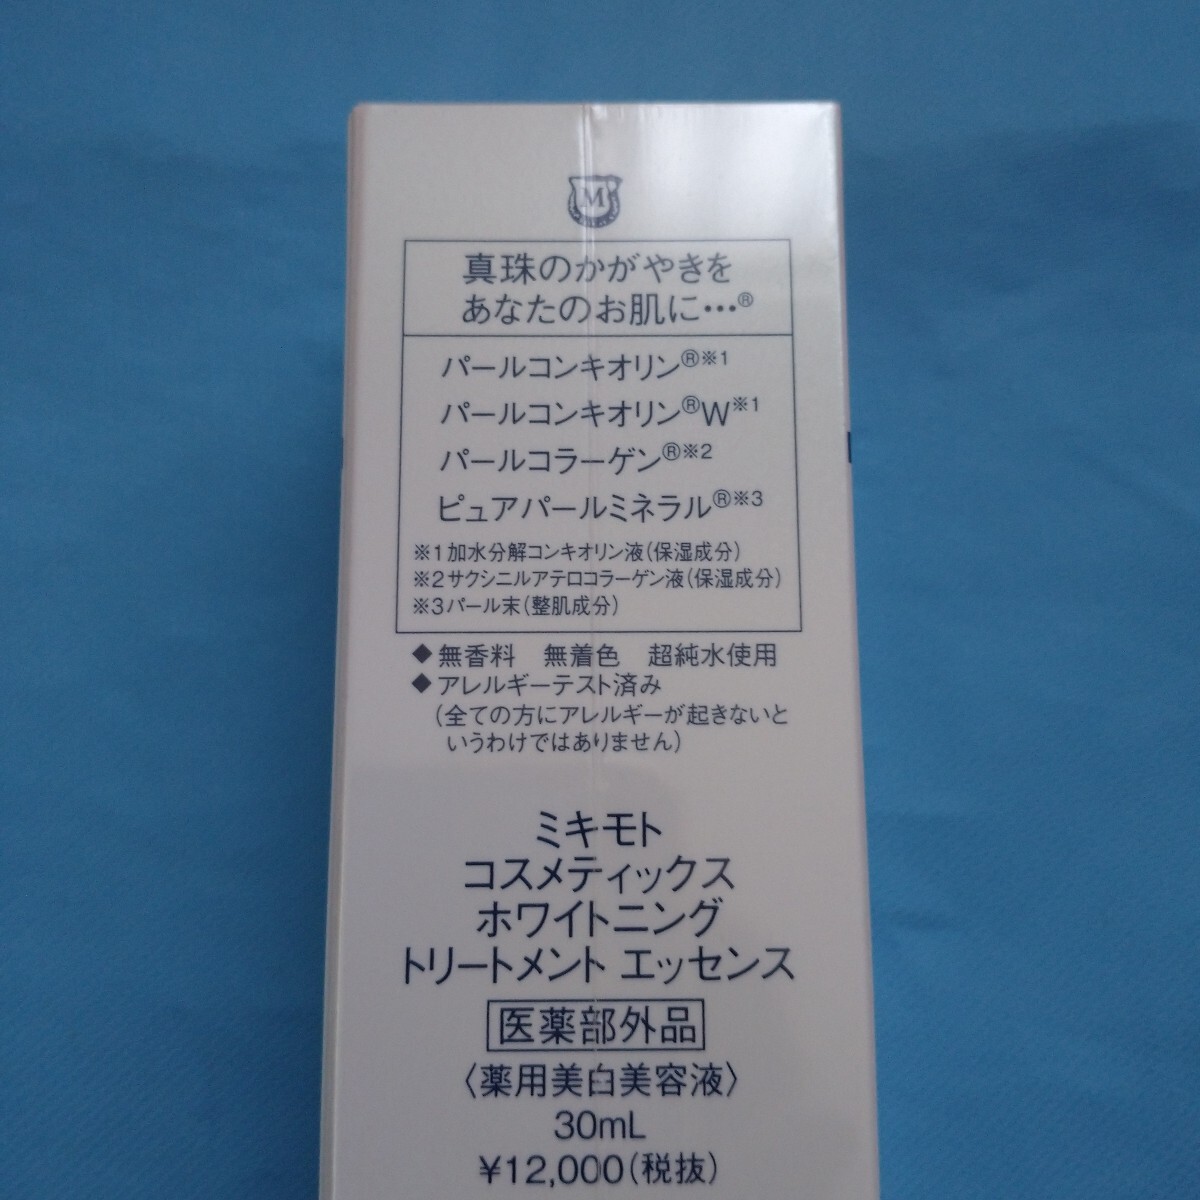 M
真珠のかがやきを
あなたのお肌に…®
パールコンキオリン®※1
パールコンキオリン®W※1
パールコラーゲン®※2
ピュアパールミネラル®※3
※1加水分解コンキオリン液(保湿成分)
※2サクシニルアテロコラーゲン液(保湿成分)
※3パール末(整肌成分)
◆無香料 無着色 超純水使用
◆アレルギーテスト済み
(全ての方にアレルギーが起きないと
いうわけではありません)
ミキモト
コスメティックス
ホワイトニング
トリートメント エッセンス
医薬部外品
〈薬用美白美容液〉
30mL
¥12,000(税抜)